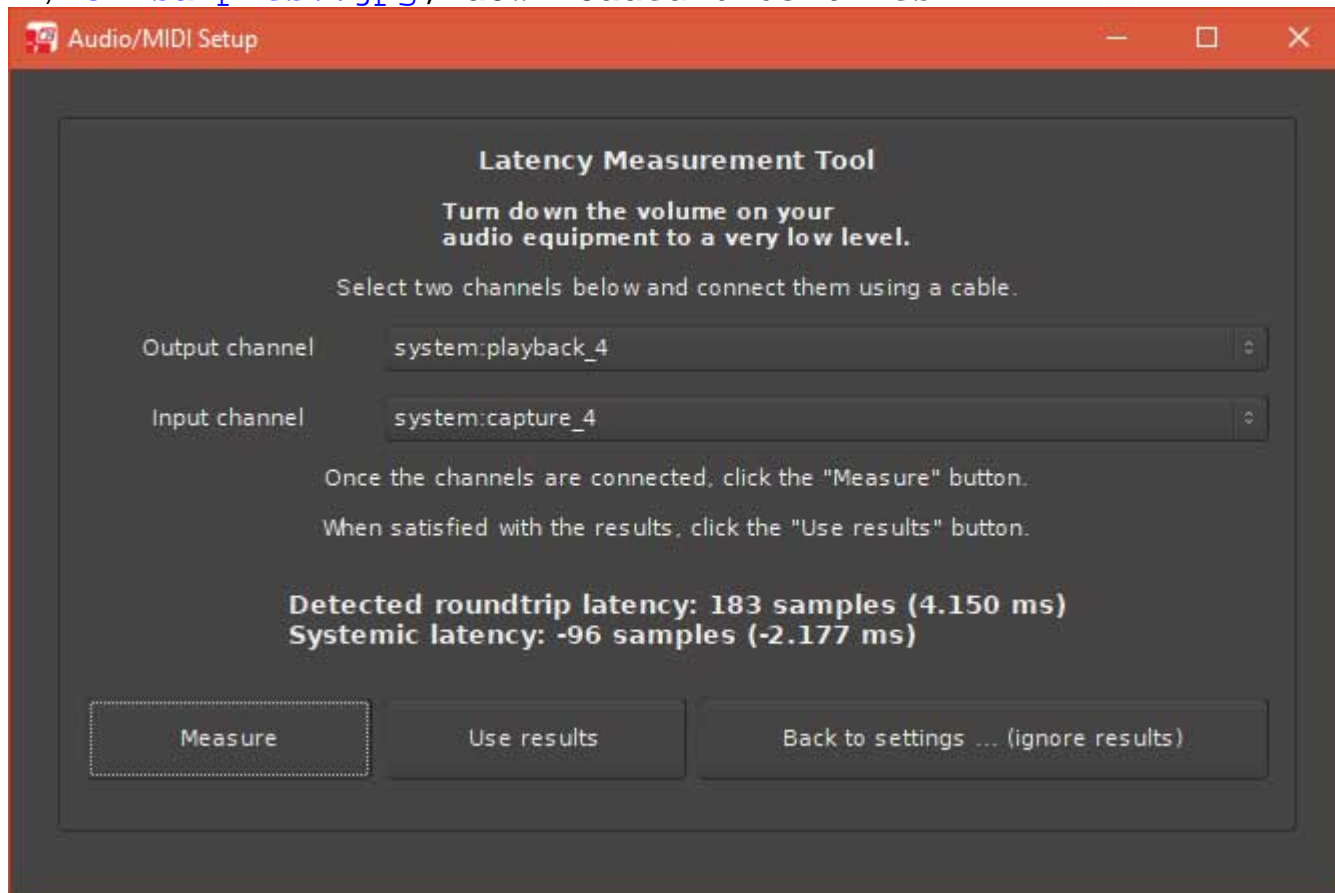 Audio/MIDI Setup
Latency Measurement Tool
Turn down the volume on your
audio equipment to a very low level.
Select two channels below and connect them using a cable.
Output channel system:playback_4
Input channel system:capture_4
Once the channels are connected, click the "Measure" button.
When satisfied with the results, click the "Use results" button.
Detected roundtrip latency: 183 samples (4.150 ms)
Systemic latency: -96 samples (-2.177 ms)
Measure Use results Back to settings ... (ignore results)